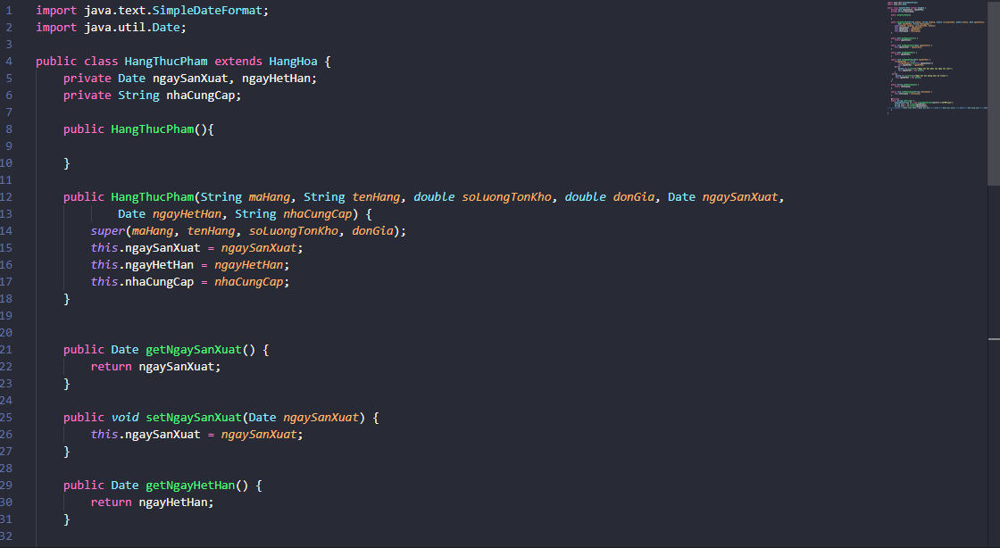 1 import java.text.SimpleDateFormat;
2 import java.util.Date;
3
4 public class HangThucPham extends HangHoa {
5 private Date ngaySanXuat, ngayHetHan;
6 private String nhaCungCap;
7
8 public HangThucPham(){
9
10 }
11
12 public HangThucPham(String maHang, String tenHang, double soLuongTonKho, double donGia, Date ngaySanXuat,
13 Date ngayHetHan, String nhaCungCap) {
14 super(maHang, tenHang, soLuongTonKho, donGia);
15 this.ngaySanXuat = ngaySanXuat;
16 this.ngayHetHan = ngayHetHan;
17 this.nhaCungCap = nhaCungCap;
18 }
19
20
21 public Date getNgaySanXuat() {
22 return ngaySanXuat;
23 }
24
25 public void setNgaySanXuat(Date ngaySanXuat) {
26 this.ngaySanXuat = ngaySanXuat;
27 }
28
29 public Date getNgayHetHan() {
30 return ngayHetHan;
31 }
32